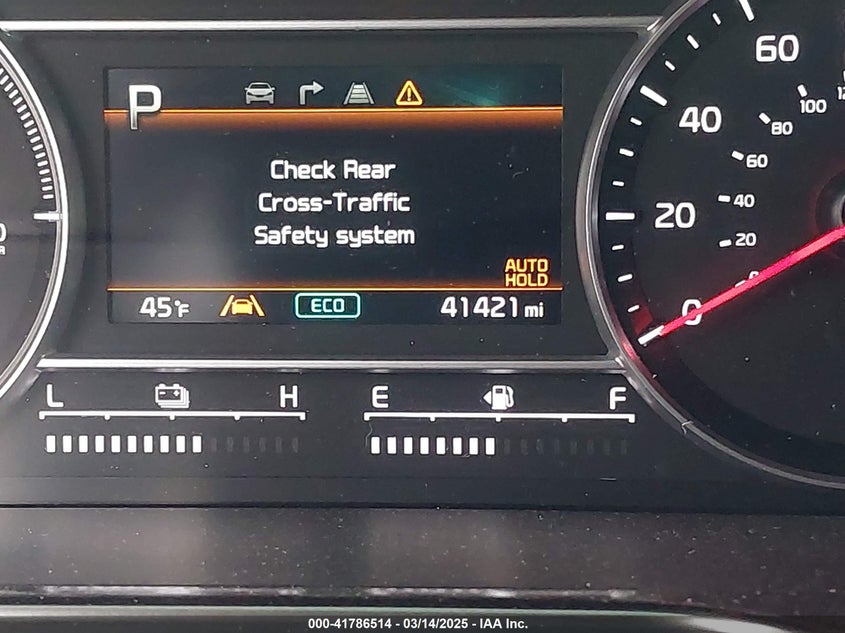 P
Check Rear
Cross-Traffic
Safety system
AUTO
HOLD
45°F
ECO
41421 mi
L H
E F
60
40
20
0
100
80
60
40
20
000-41786514 - 03/14/2025 - IAA Inc.